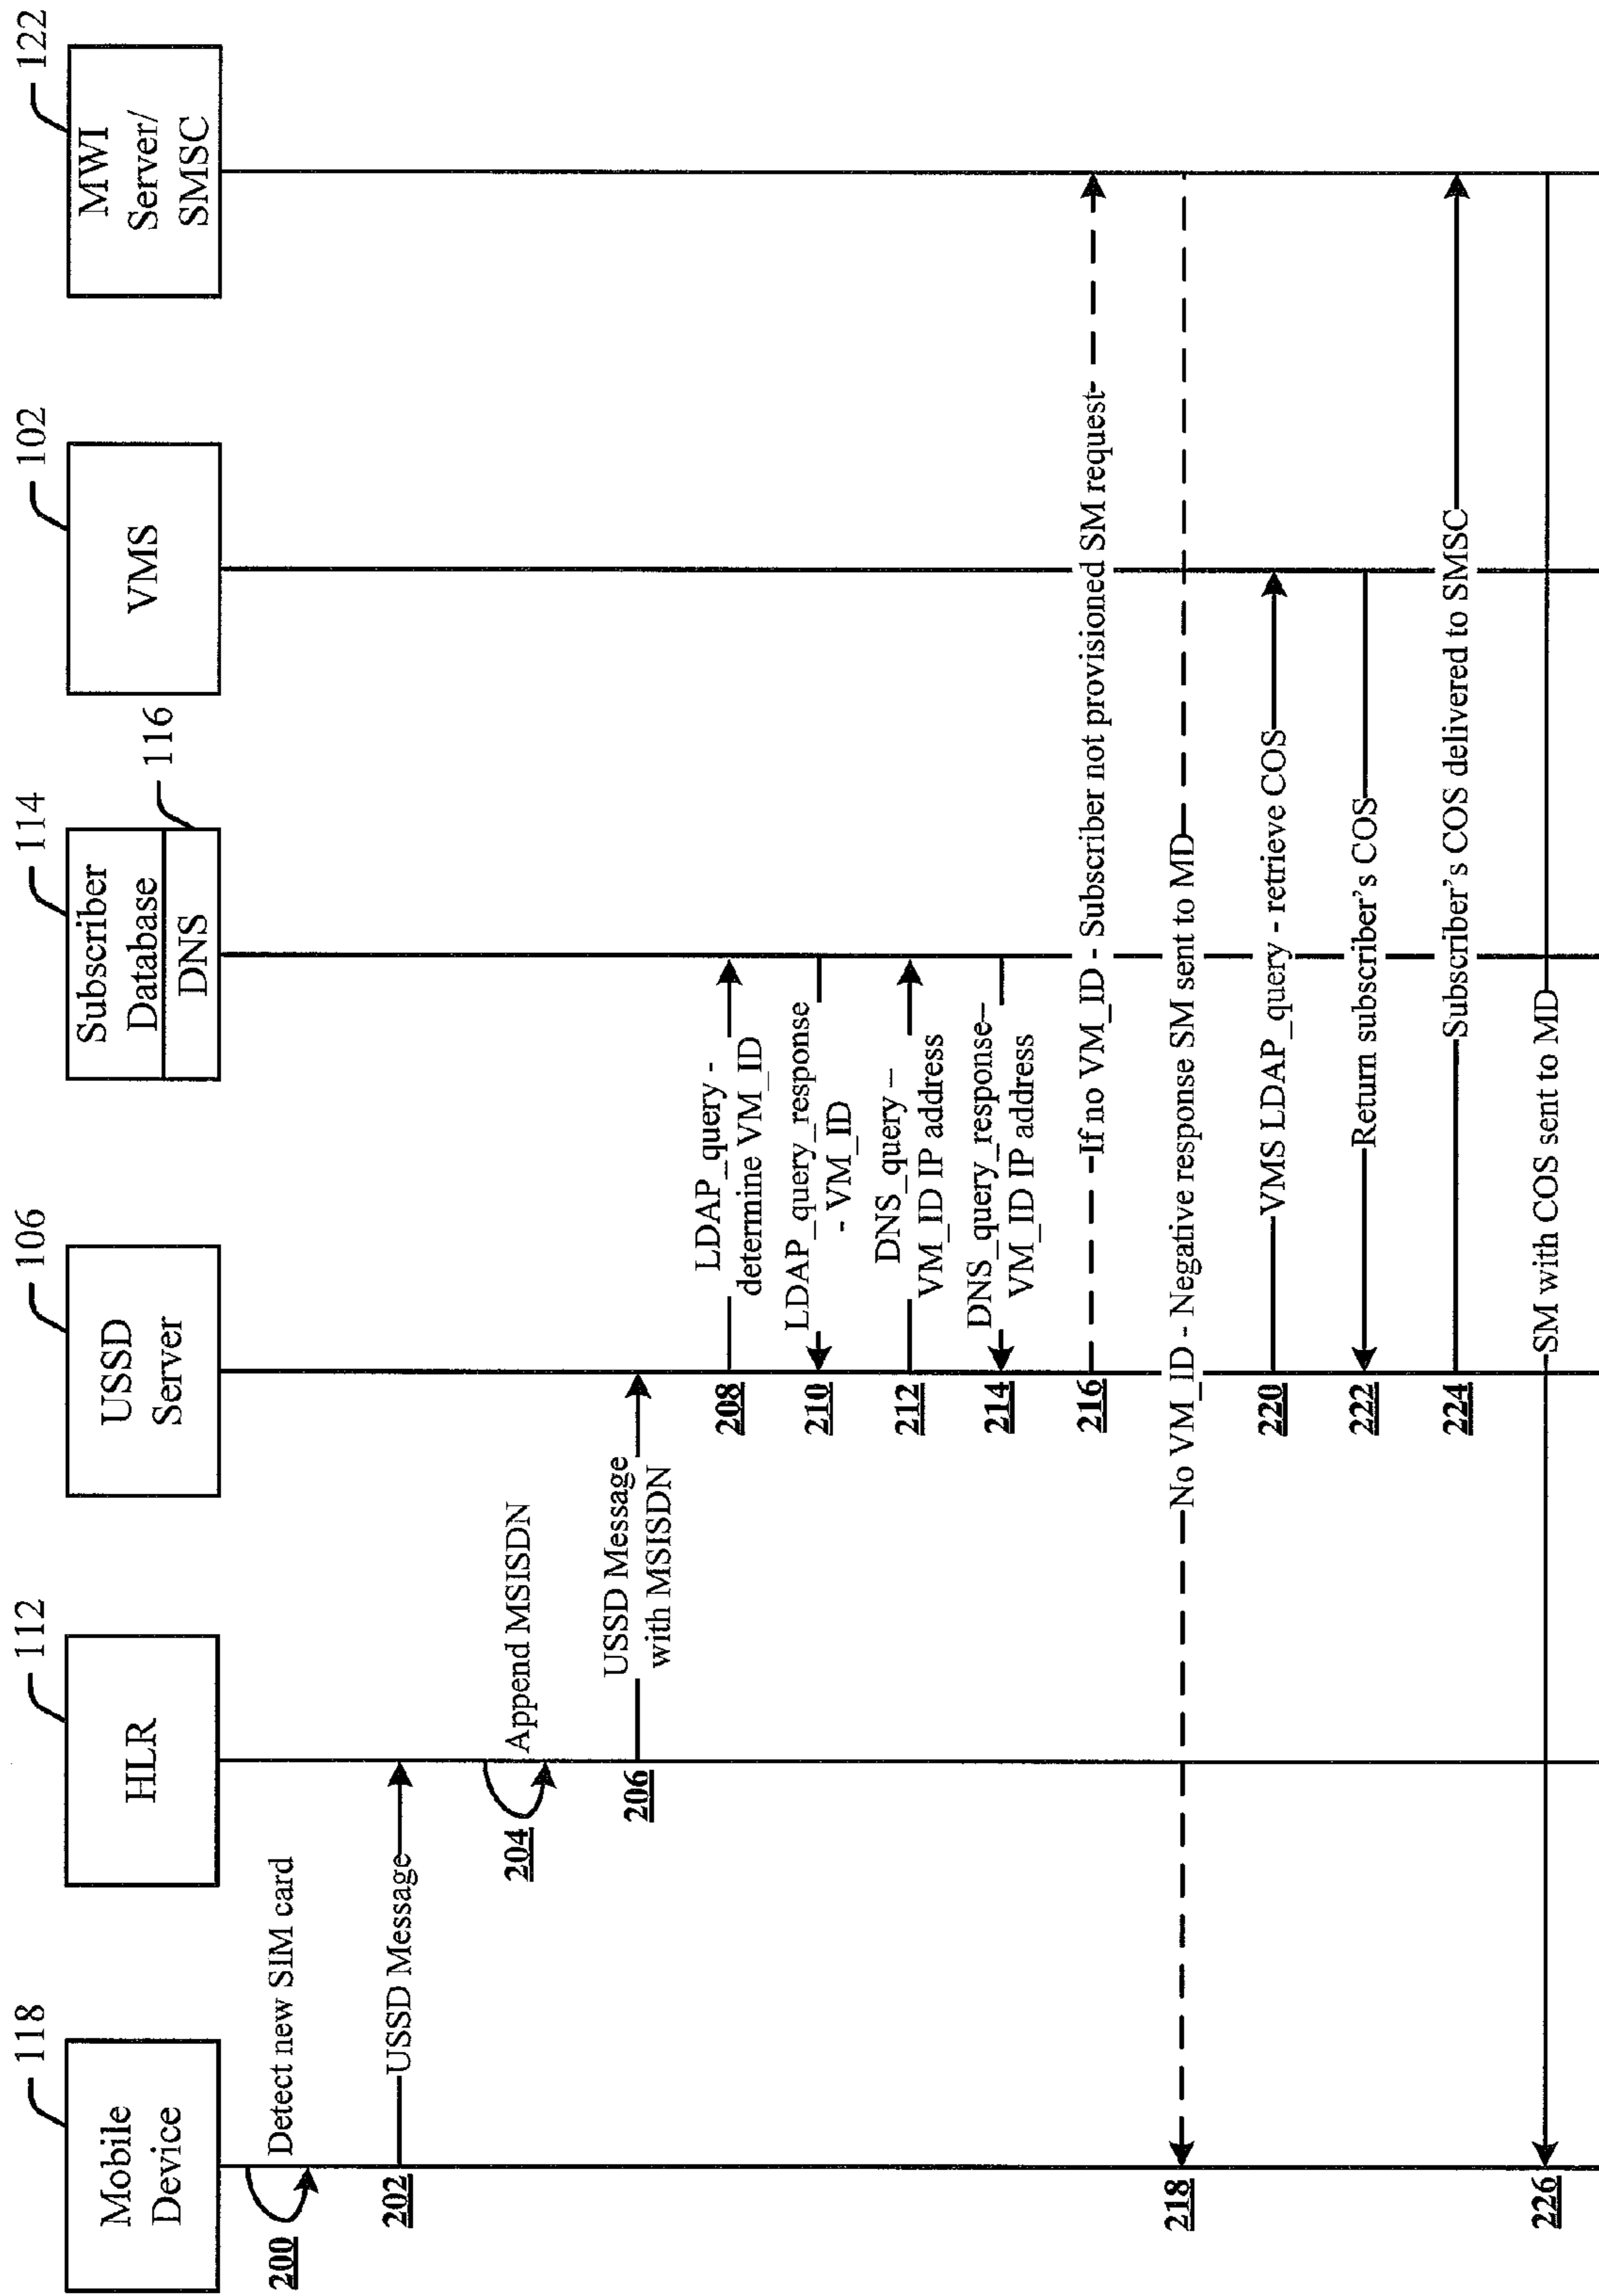 118
Mobile
Device
112
HLR
106
USSD
Server
114
Subscriber
Database
DNS
116
102
VMS
122
MWI
Server/
SMSC
200
Detect new SIM card
202
USSD Message
204
Append MSISDN
206
USSD Message
with MSISDN
208
LDAP_query -
determine VM_ID
210
LDAP_query_response
- VM_ID
212
DNS_query –
VM_ID IP address
214
DNS_query_response–
VM_ID IP address
216
If no VM_ID - Subscriber not provisioned SM request
218
No VM_ID - Negative response SM sent to MD
220
VMS LDAP_query - retrieve COS
222
Return subscriber's COS
224
Subscriber's COS delivered to SMSC
226
SM with COS sent to MD